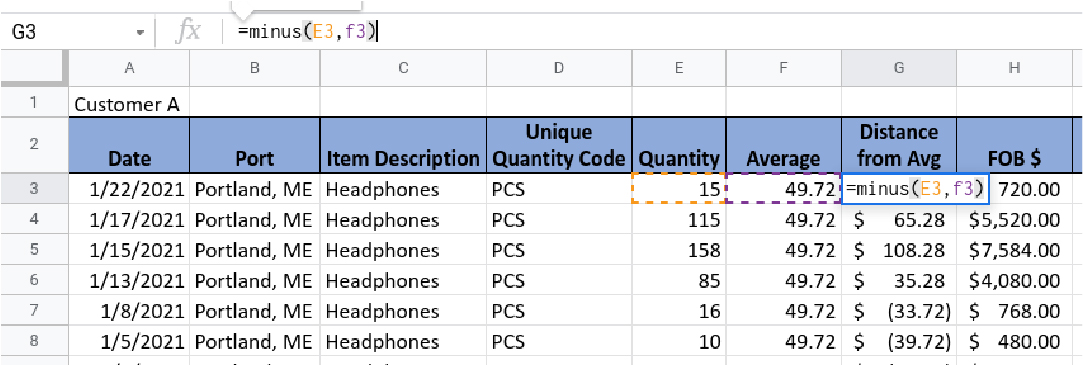 G3 fx =minus(E3,f3)
A B C D E F G H
1 Customer A
2 Date Port Item Description Unique Quantity Code Quantity Average Distance from Avg FOB $
3 1/22/2021 Portland, ME Headphones PCS 15 49.72 =minus(E3,f3) 720.00
4 1/17/2021 Portland, ME Headphones PCS 115 49.72 $ 65.28 $5,520.00
5 1/15/2021 Portland, ME Headphones PCS 158 49.72 $ 108.28 $7,584.00
6 1/13/2021 Portland, ME Headphones PCS 85 49.72 $ 35.28 $4,080.00
7 1/8/2021 Portland, ME Headphones PCS 16 49.72 $ (33.72) $ 768.00
8 1/5/2021 Portland, ME Headphones PCS 10 49.72 $ (39.72) $ 480.00